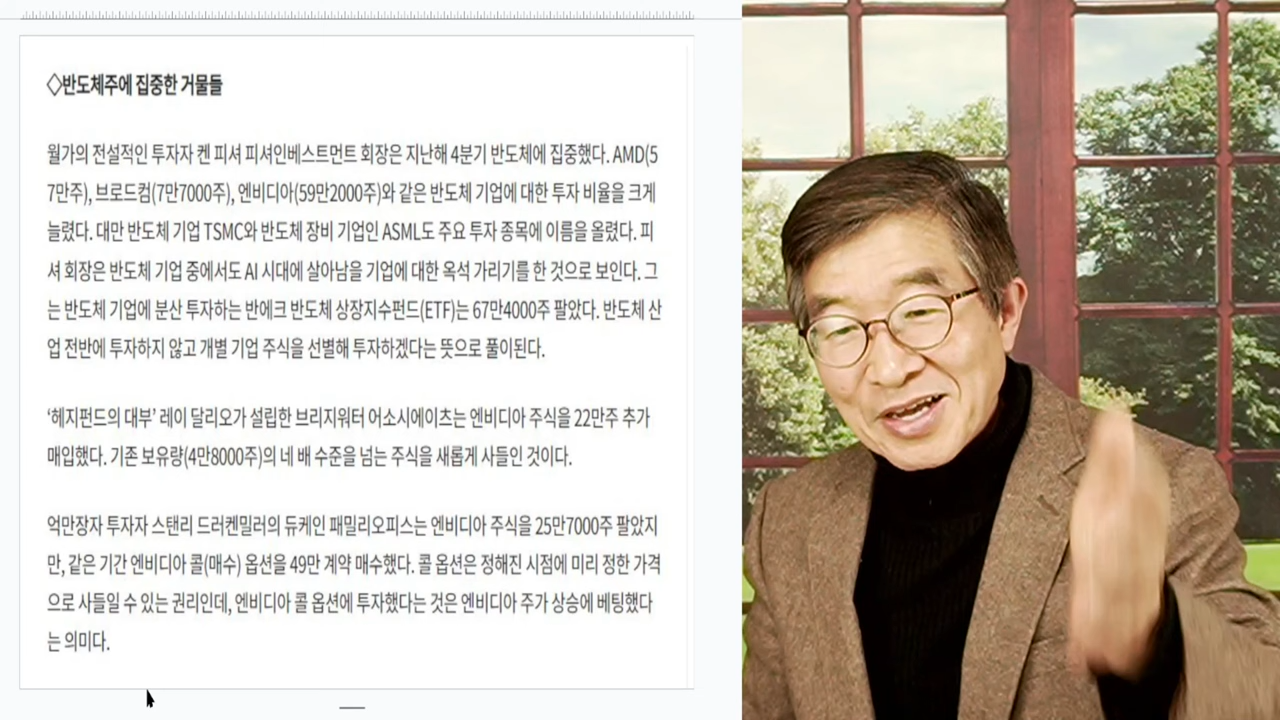 ◇반도체주에 집중한 거물들
월가의 전설적인 투자자 켄 피셔 피셔인베스트먼트 회장은 지난해 4분기 반도체에 집중했다. AMD(5
7만주), 브로드컴(7만7000주), 엔비디아(59만2000주)와 같은 반도체 기업에 대한 투자 비율을 크게
늘렸다. 대만 반도체 기업 TSMC와 반도체 장비 기업인 ASML도 주요 투자 종목에 이름을 올렸다. 피
셔 회장은 반도체 기업 중에서도 AI 시대에 살아남을 기업에 대한 옥석 가리기를 한 것으로 보인다. 그
는 반도체 기업에 분산 투자하는 반에크 반도체 상장지수펀드(ETF)는 67만4000주 팔았다. 반도체 산
업 전반에 투자하지 않고 개별 기업 주식을 선별해 투자하겠다는 뜻으로 풀이된다.
‘헤지펀드의 대부’ 레이 달리오가 설립한 브리지워터 어소시에이츠는 엔비디아 주식을 22만주 추가
매입했다. 기존 보유량(4만8000주)의 네 배 수준을 넘는 주식을 새롭게 사들인 것이다.
억만장자 투자자 스탠리 드러켄밀러의 듀케인 패밀리오피스는 엔비디아 주식을 25만7000주 팔았지
만, 같은 기간 엔비디아 콜(매수) 옵션을 49만 계약 매수했다. 콜 옵션은 정해진 시점에 미리 정한 가격
으로 사들일 수 있는 권리인데, 엔비디아 콜 옵션에 투자했다는 것은 엔비디아 주가 상승에 베팅했다
는 의미다.